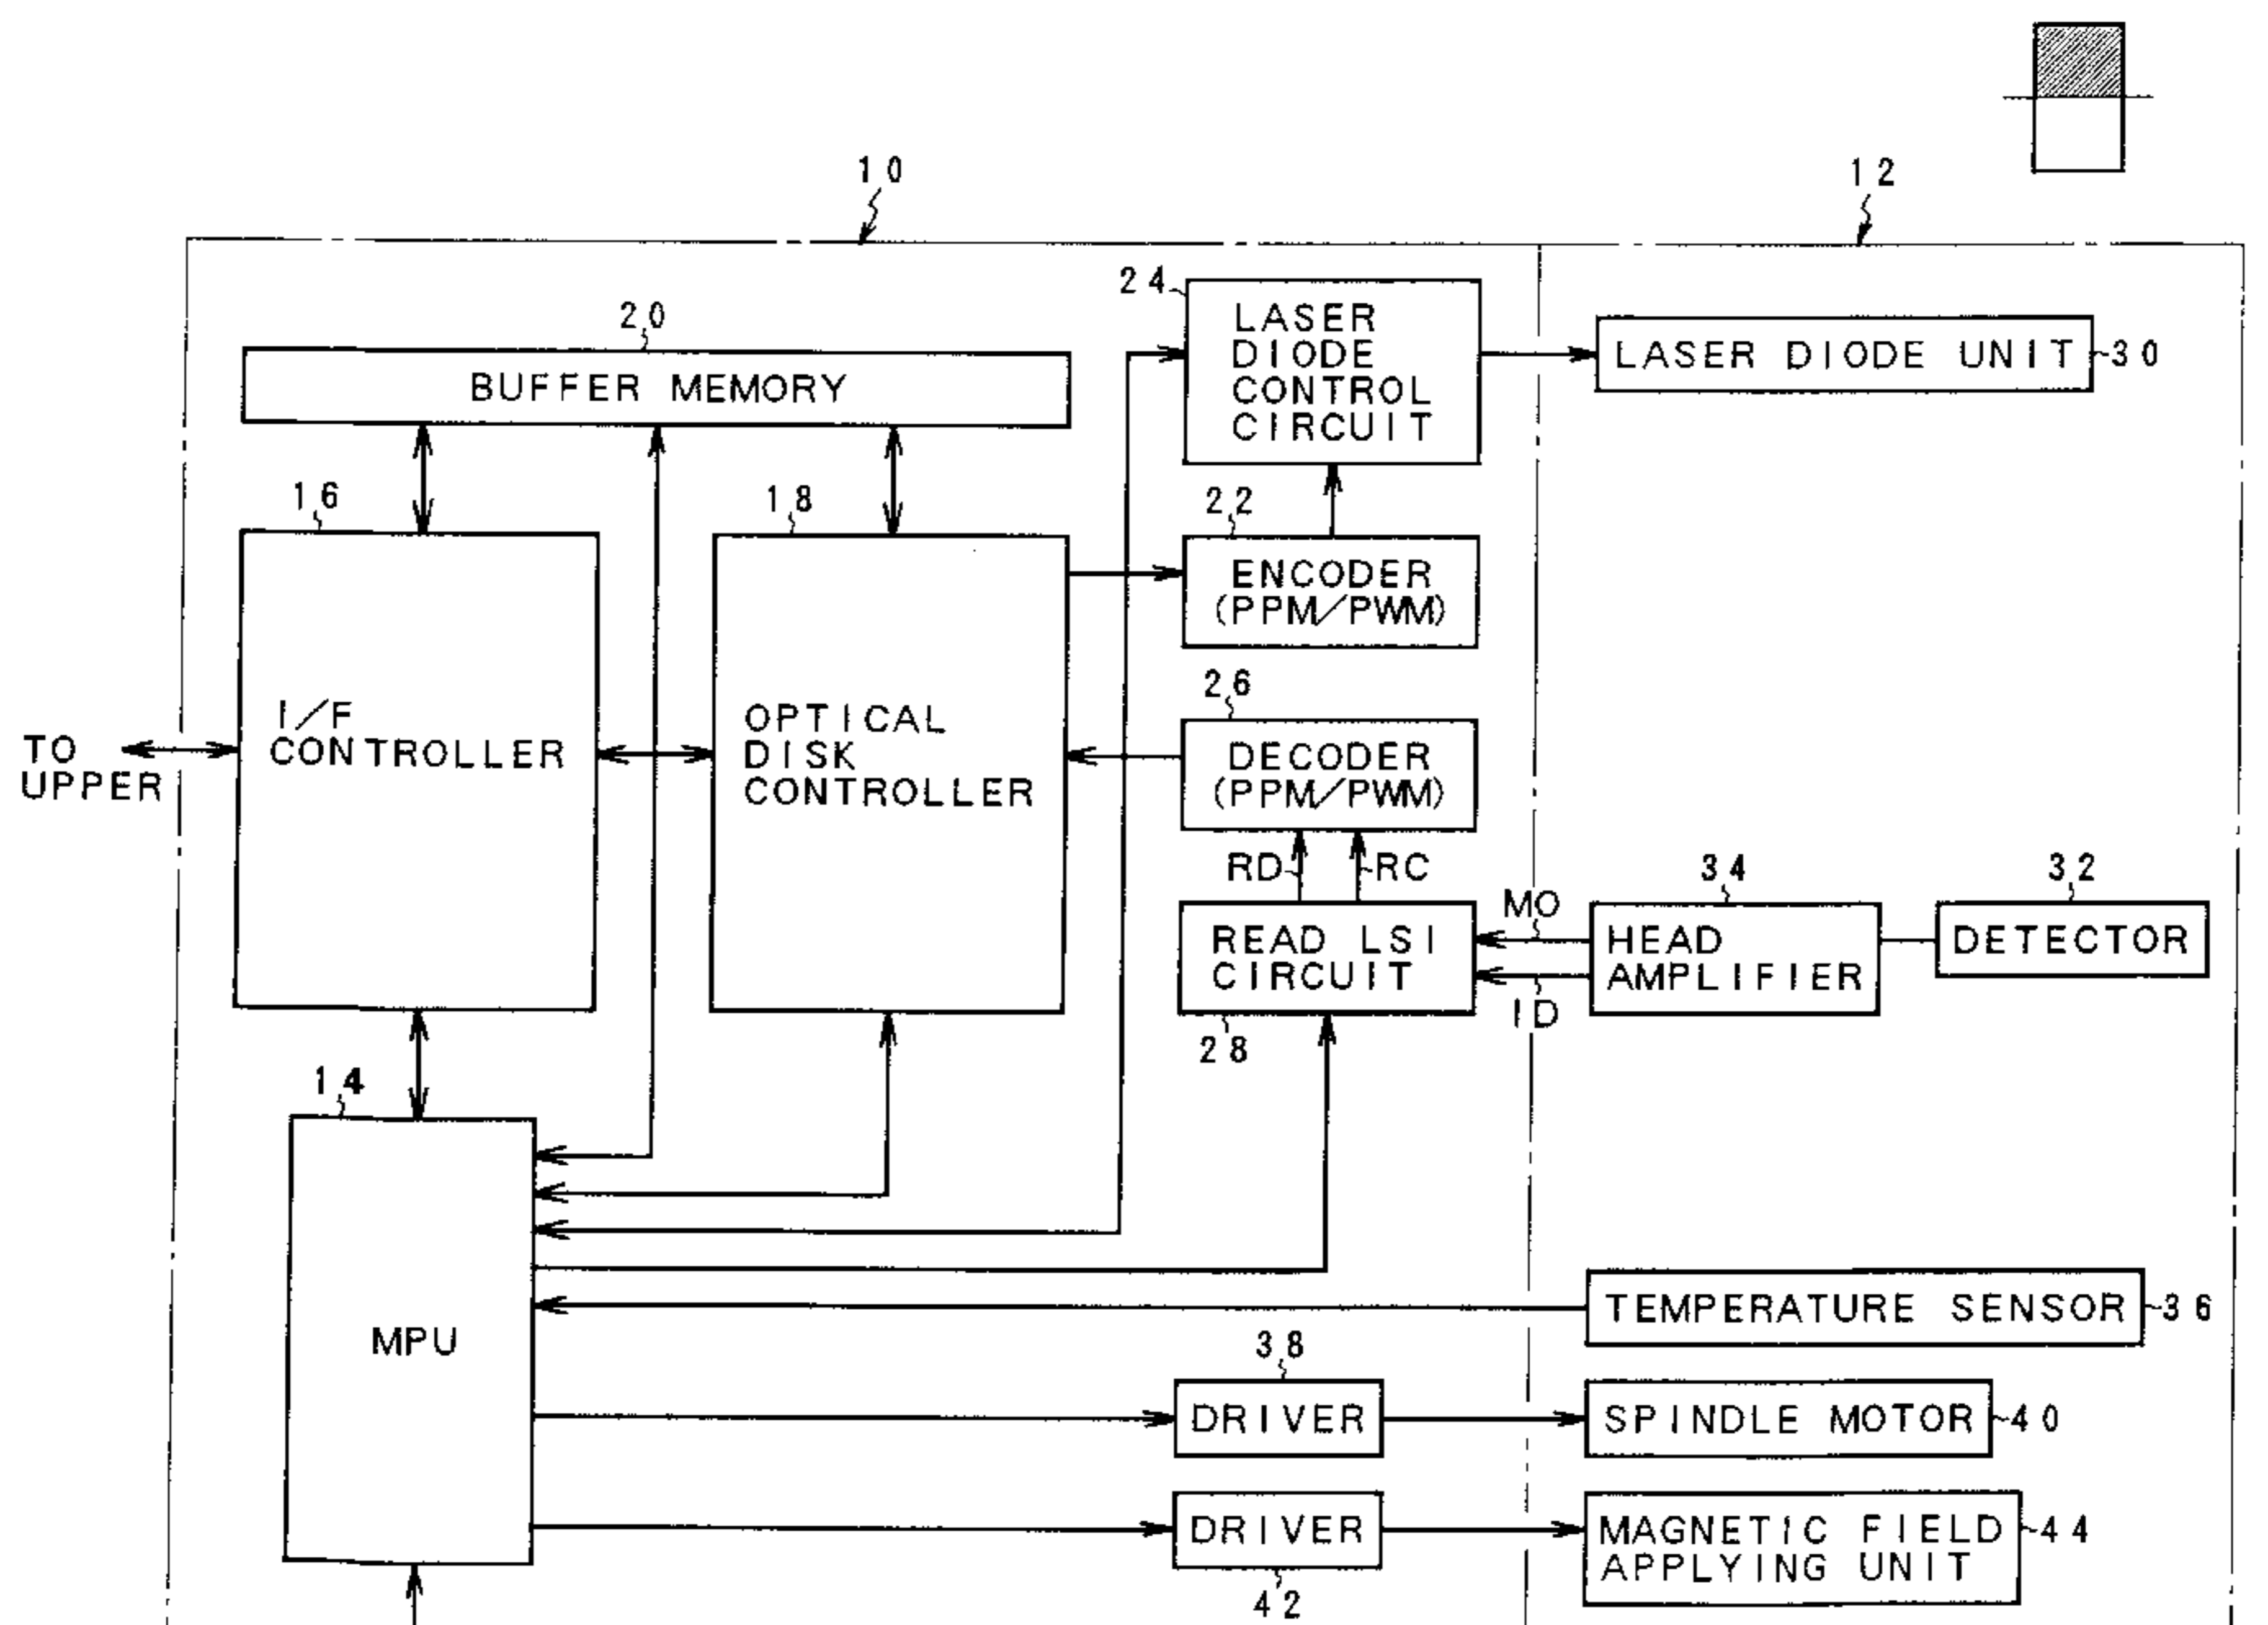 10
12
24
LASER
DIODE
CONTROL
CIRCUIT
20
LASER DIODE UNIT
30
BUFFER MEMORY
16
18
22
ENCODER
(PPM/PWM)
26
I/F
CONTROLLER
OPTICAL
DISK
CONTROLLER
TO
UPPER
DECODER
(PPM/PWM)
RD
RC
34
32
MO
READ LSI
CIRCUIT
HEAD
AMPLIFIER
DETECTOR
ID
28
14
TEMPERATURE SENSOR
36
MPU
38
DRIVER
SPINDLE MOTOR
40
DRIVER
MAGNETIC FIELD
APPLYING UNIT
44
42